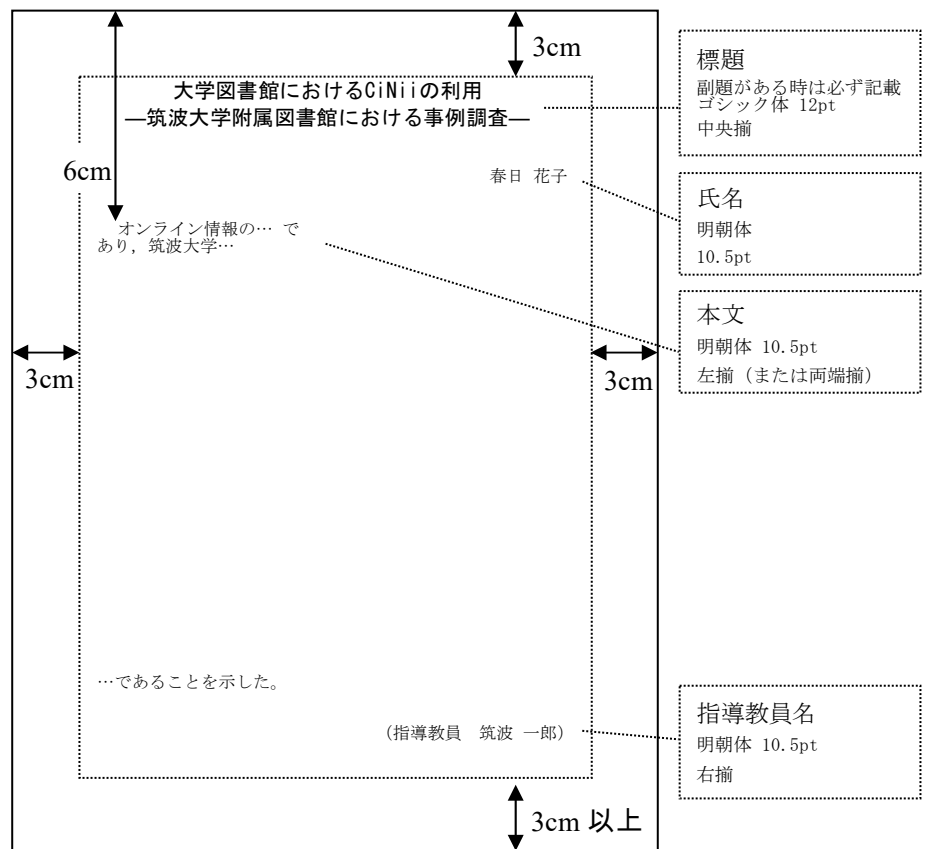 3cm
大学図書館におけるCiNiiの利用
―筑波大学附属図書館における事例調査―
6cm
春日 花子
オンライン情報の… で
あり，筑波大学…
3cm
3cm
…であることを示した。
（指導教員 筑波 一郎）
3cm 以上
標題
副題がある時は必ず記載
ゴシック体 12pt
中央揃
氏名
明朝体
10.5pt
本文
明朝体 10.5pt
左揃（または両端揃）
指導教員名
明朝体 10.5pt
右揃